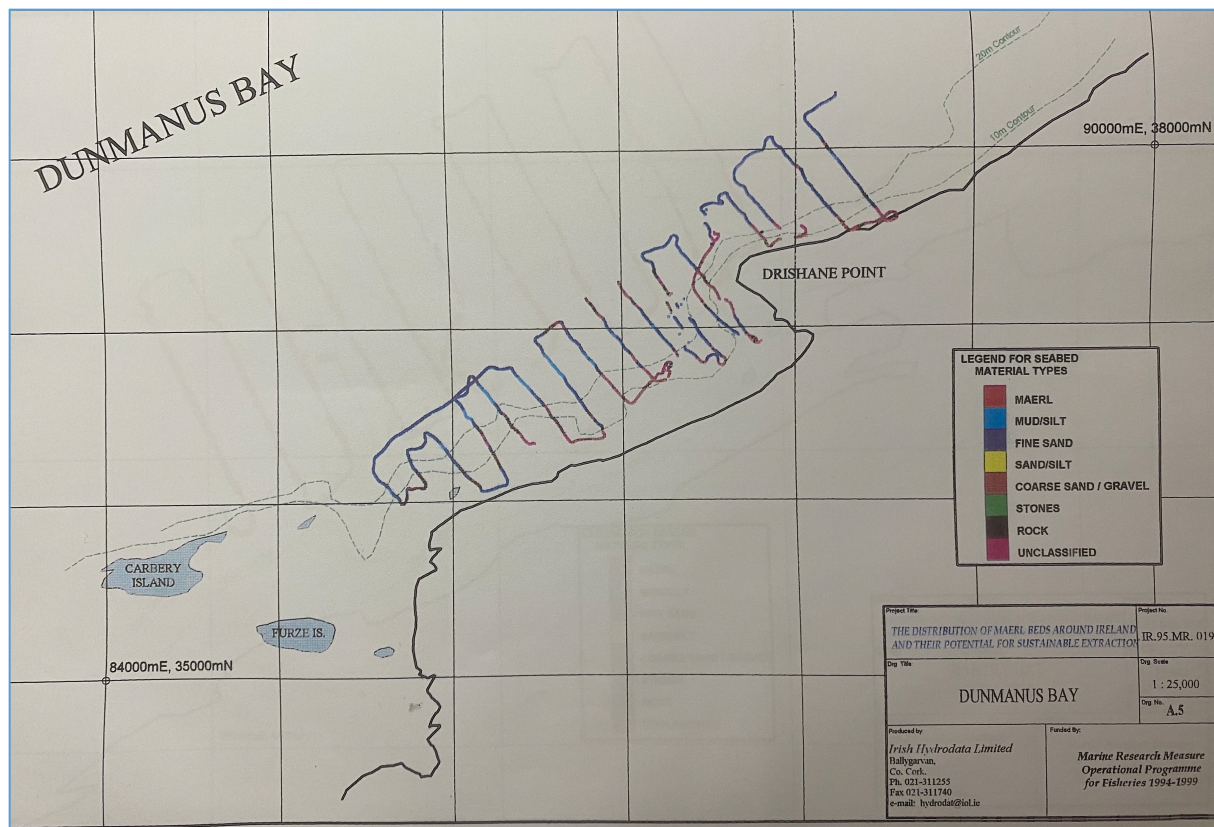 DUNMANUS BAY
20m Contour
10m Contour
90000mE, 38000mN
DRISHANE POINT
LEGEND FOR SEABED
MATERIAL TYPES
MAERL
MUD/SILT
FINE SAND
SAND/SILT
COARSE SAND / GRAVEL
STONES
ROCK
UNCLASSIFIED
CARBERY
ISLAND
FURZE IS.
84000mE, 35000mN
Project Title
THE DISTRIBUTION OF MAERL BEDS AROUND IRELAND
AND THEIR POTENTIAL FOR SUSTAINABLE EXTRACTION
Project No.
IR.95.MR. 019
Drg Title
DUNMANUS BAY
Drg. Scale
1 : 25,000
Drg. No.
A.5
Produced by
Irish Hydrodata Limited
Ballygarvan,
Co. Cork.
Ph. 021-311255
Fax 021-311740
e-mail: hydrodat@iol.ie
Funded By:
Marine Research Measure
Operational Programme
for Fisheries 1994-1999